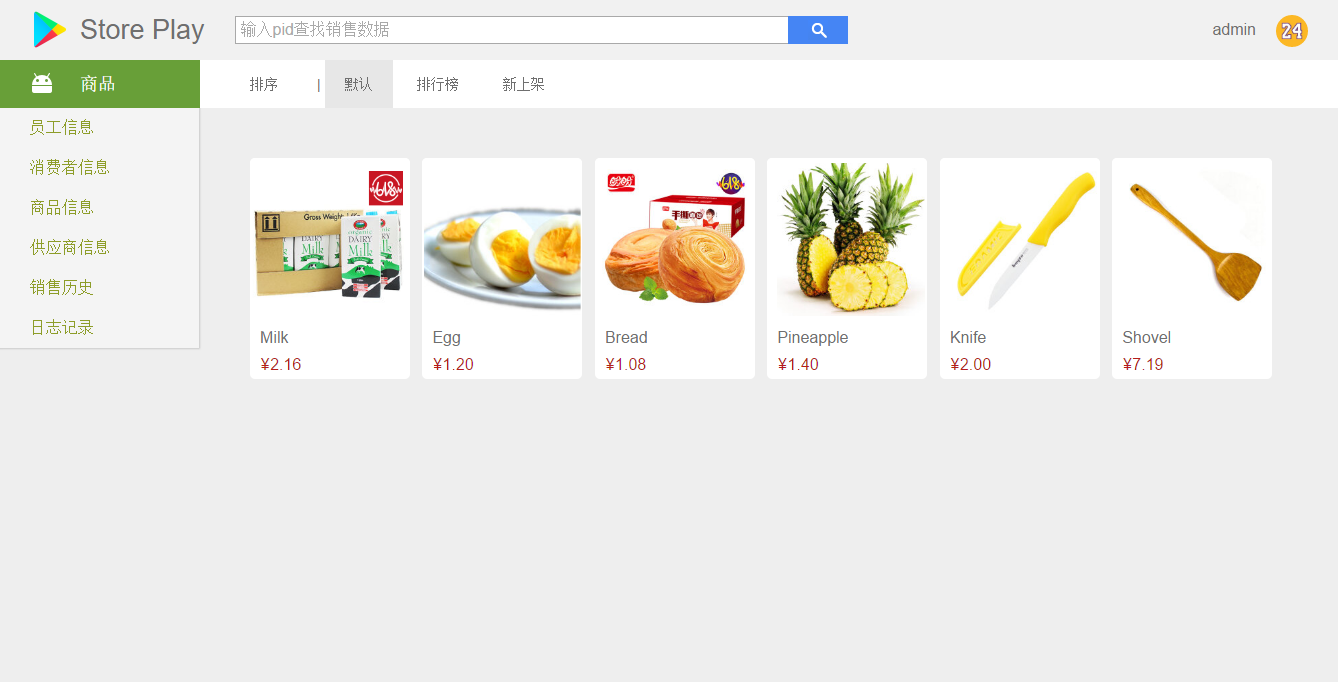 Store Play
输入pid查找销售数据
admin
24
商品
排序 | 默认 排行榜 新上架
员工信息
消费者信息
商品信息
供应商信息
销售历史
日志记录
618
Gross Weight
organic
DAIRY
Milk
618
手撕面包
Milk
¥2.16
Egg
¥1.20
Bread
¥1.08
Pineapple
¥1.40
Knife
¥2.00
Shovel
¥7.19